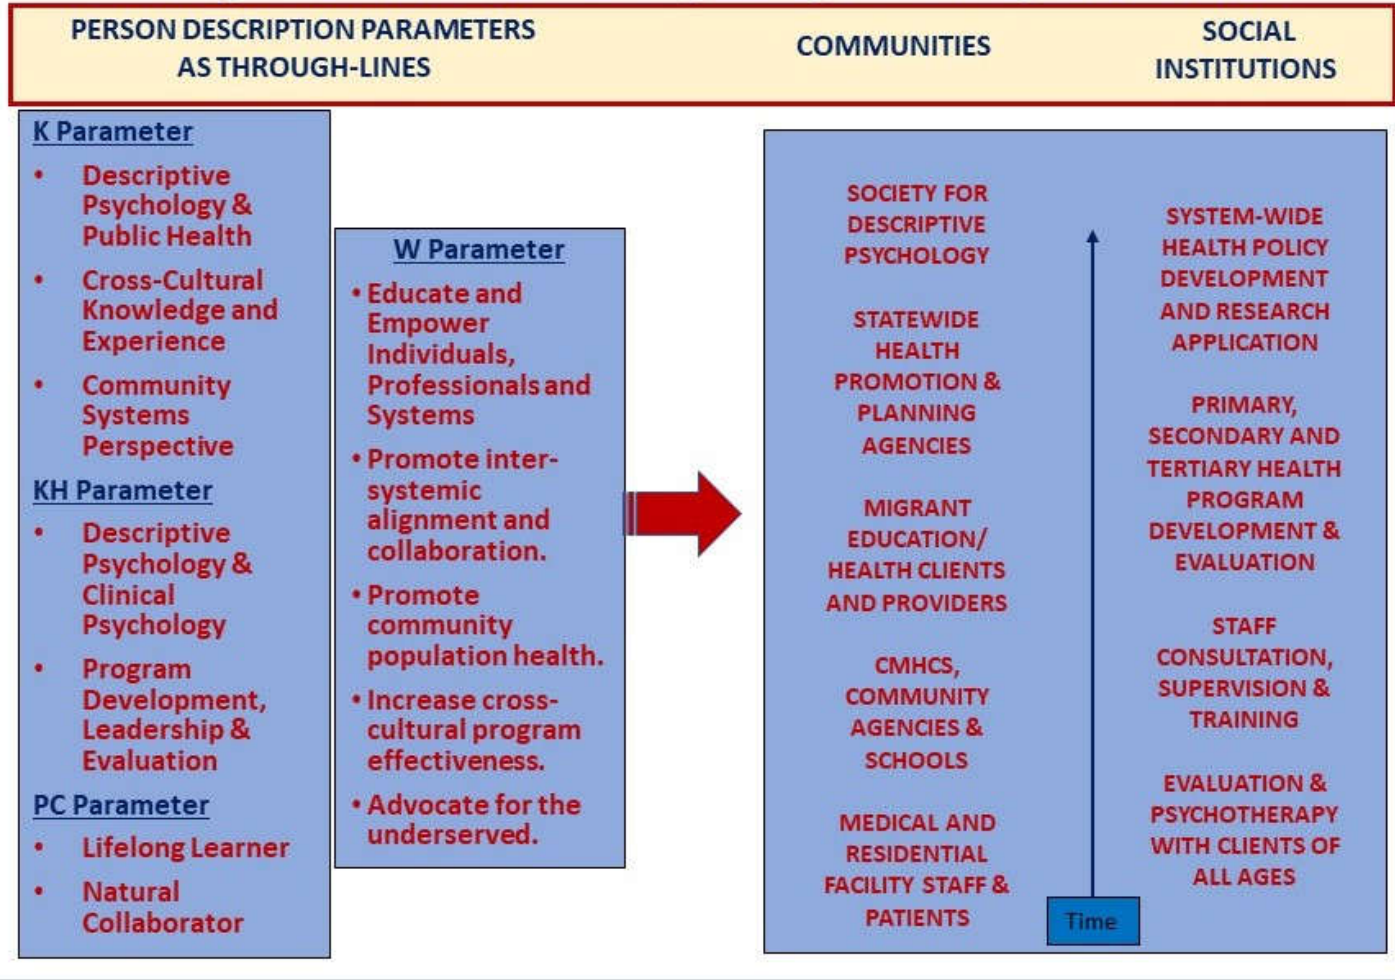 PERSON DESCRIPTION PARAMETERS
AS THROUGH-LINES
COMMUNITIES
SOCIAL
INSTITUTIONS
K Parameter
• Descriptive
Psychology &
Public Health
• Cross-Cultural
Knowledge and
Experience
• Community
Systems
Perspective
KH Parameter
• Descriptive
Psychology &
Clinical
Psychology
• Program
Development,
Leadership &
Evaluation
PC Parameter
• Lifelong Learner
• Natural
Collaborator
W Parameter
• Educate and
Empower
Individuals,
Professionals and
Systems
• Promote inter-
systemic
alignment and
collaboration.
• Promote
community
population health.
• Increase cross-
cultural program
effectiveness.
• Advocate for the
underserved.
SOCIETY FOR
DESCRIPTIVE
PSYCHOLOGY
STATEWIDE
HEALTH
PROMOTION &
PLANNING
AGENCIES
MIGRANT
EDUCATION/
HEALTH CLIENTS
AND PROVIDERS
CMHCS,
COMMUNITY
AGENCIES &
SCHOOLS
MEDICAL AND
RESIDENTIAL
FACILITY STAFF &
PATIENTS
Time
SYSTEM-WIDE
HEALTH POLICY
DEVELOPMENT
AND RESEARCH
APPLICATION
PRIMARY,
SECONDARY AND
TERTIARY HEALTH
PROGRAM
DEVELOPMENT &
EVALUATION
STAFF
CONSULTATION,
SUPERVISION &
TRAINING
EVALUATION &
PSYCHOTHERAPY
WITH CLIENTS OF
ALL AGES